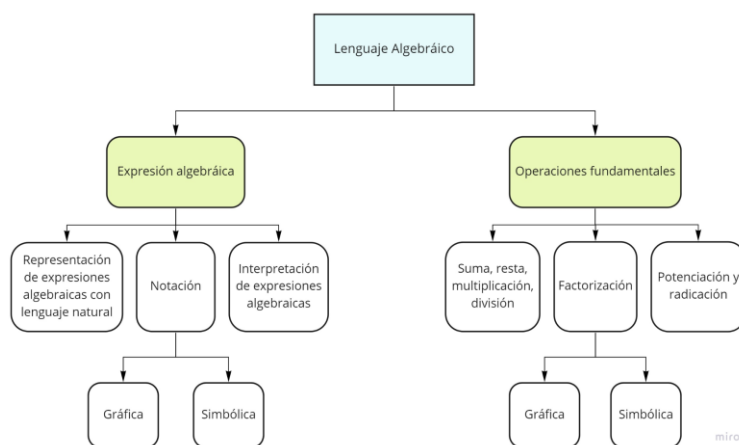 Lenguaje Algebráico
Expresión algebráica
Operaciones fundamentales
Representación
de expresiones
algebraicas con
lenguaje natural
Notación
Interpretación
de expresiones
algebraicas
Suma, resta,
multiplicación,
división
Factorización
Potenciación y
radicación
Gráfica
Simbólica
Gráfica
Simbólica
miro